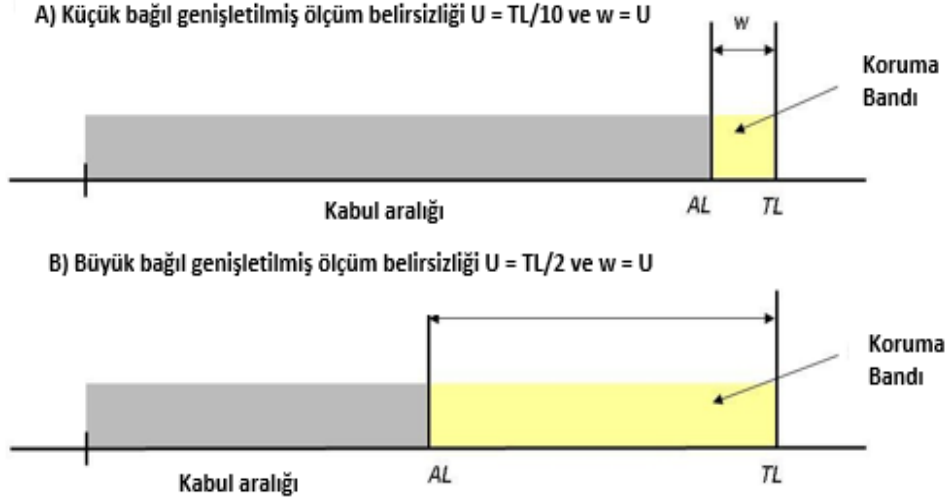 A) Küçük bağıl genişletilmiş ölçüm belirsizliği U = TL/10 ve w = U
w
Koruma
Bandı
Kabul aralığı
AL
TL
B) Büyük bağıl genişletilmiş ölçüm belirsizliği U = TL/2 ve w = U
Koruma
Bandı
Kabul aralığı
AL
TL